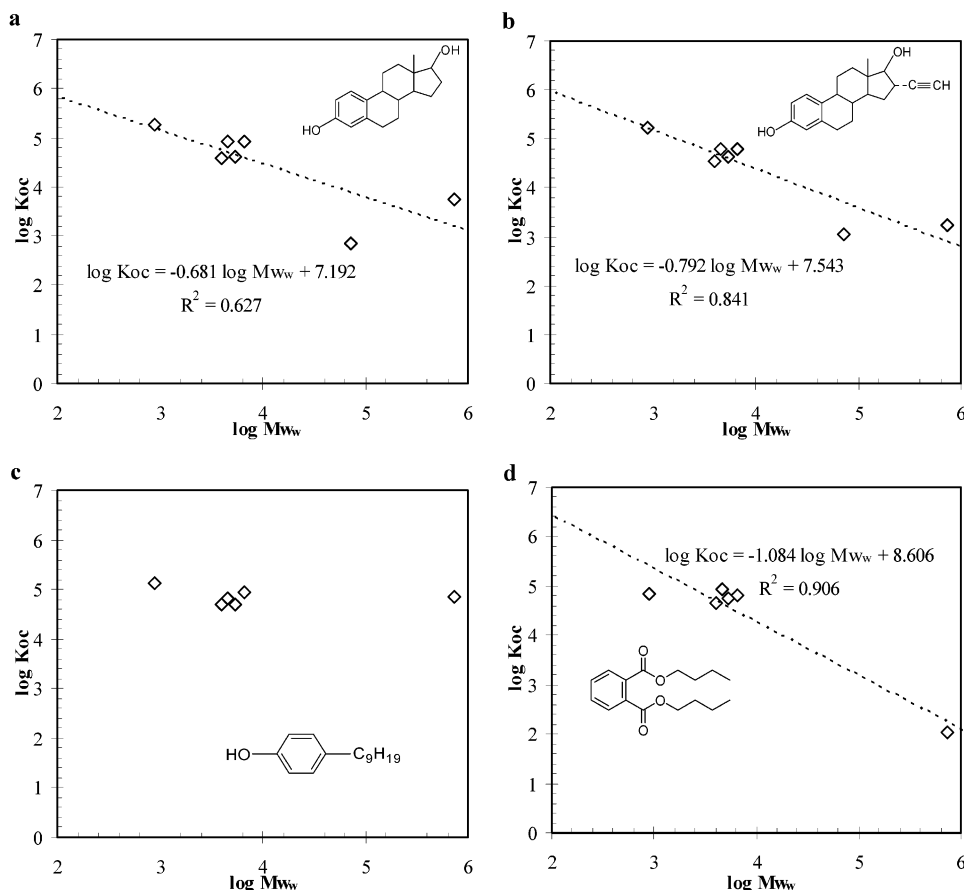 a
7
6
5
4
3
2
1
0
log Koc
OH
HO
log Koc = -0.681 log Mww + 7.192
R2 = 0.627
2 3 4 5 6
log Mww
b
7
6
5
4
3
2
1
0
log Koc
OH
C≡CH
HO
log Koc = -0.792 log Mww + 7.543
R2 = 0.841
2 3 4 5 6
log Mww
c
7
6
5
4
3
2
1
0
log Koc
HO C9H19
2 3 4 5 6
log Mww
d
7
6
5
4
3
2
1
0
log Koc
log Koc = -1.084 log Mww + 8.606
R2 = 0.906
O
O
O
O
2 3 4 5 6
log Mww